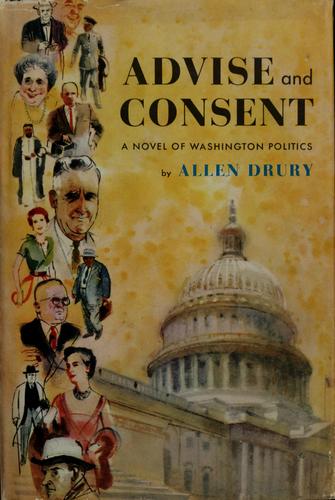 ADVISE and
CONSENT
A NOVEL OF WASHINGTON POLITICS
by ALLEN DRURY